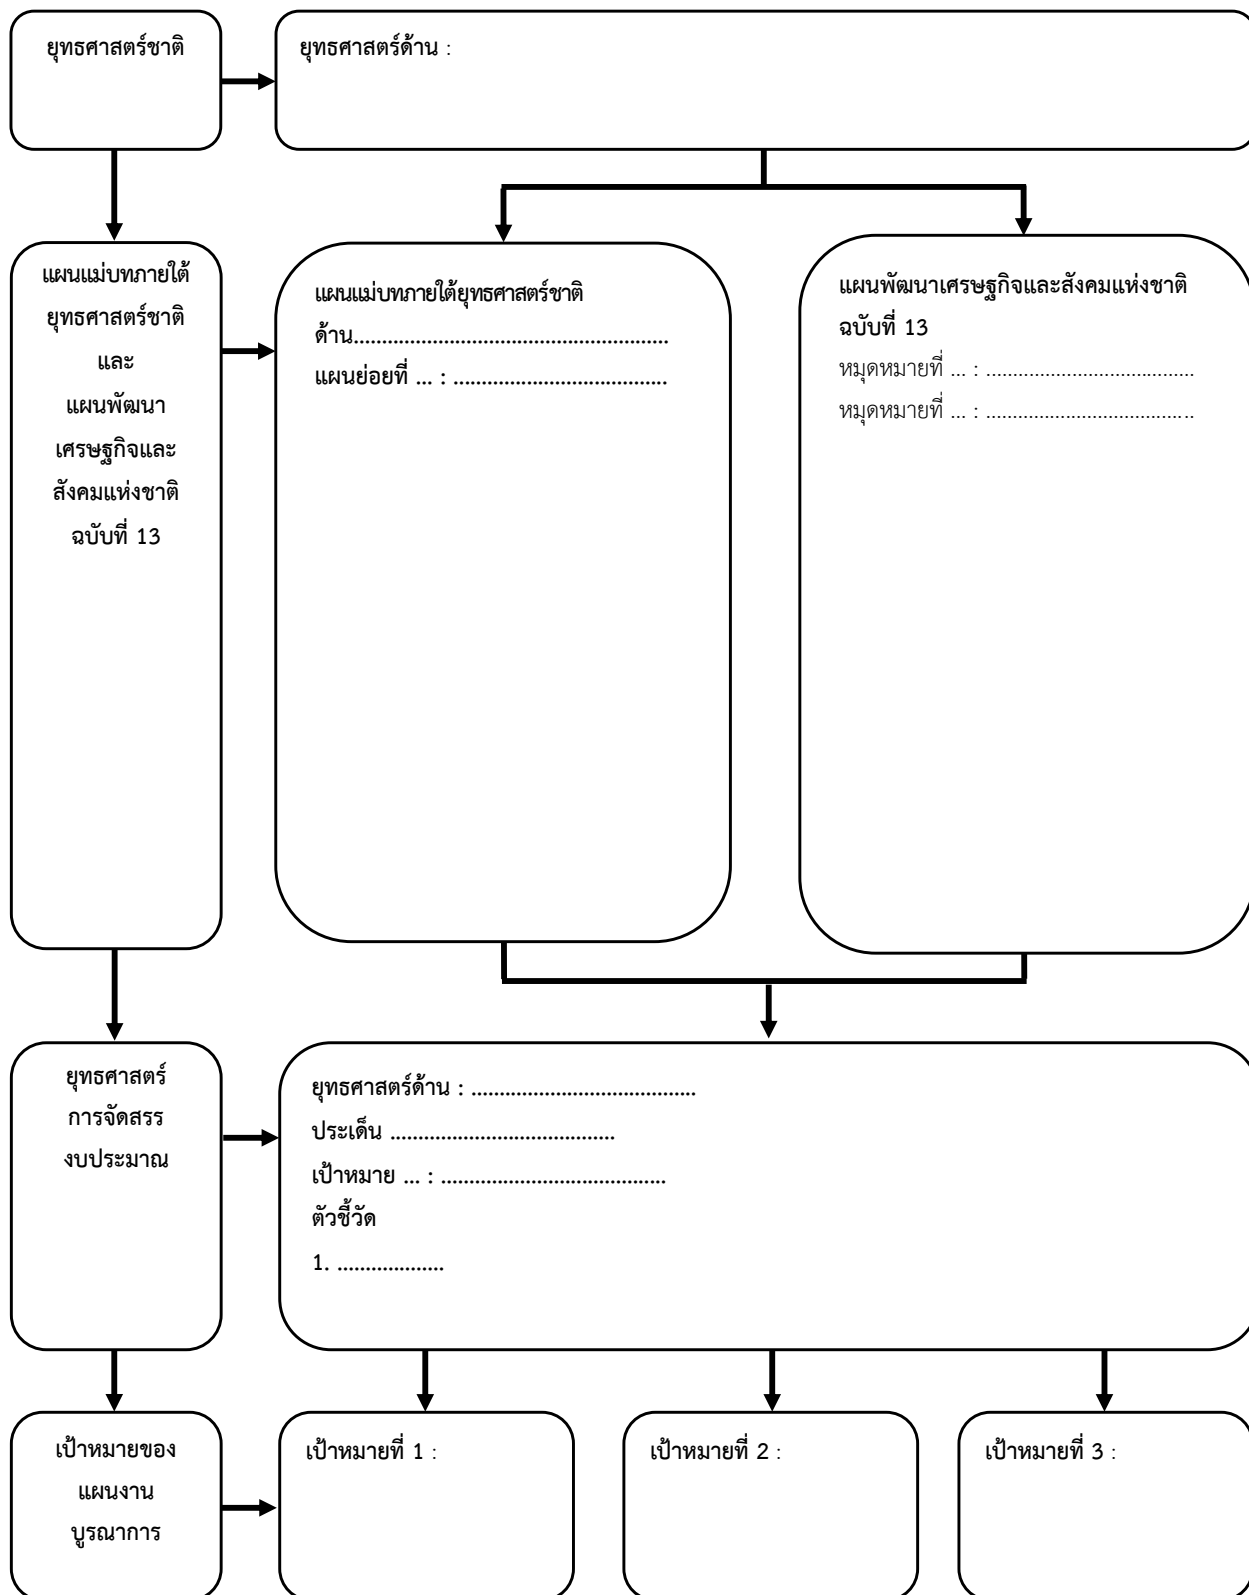 ยุทธศาสตร์ชาติ
ยุทธศาสตร์ด้าน :
แผนแม่บทภายใต้
ยุทธศาสตร์ชาติ
และ
แผนพัฒนา
เศรษฐกิจและ
สังคมแห่งชาติ
ฉบับที่ 13
แผนแม่บทภายใต้ยุทธศาสตร์ชาติ
ด้าน........................................................
แผนย่อยที่ ... : ......................................
แผนพัฒนาเศรษฐกิจและสังคมแห่งชาติ
ฉบับที่ 13
หมุดหมายที่ ... : .......................................
หมุดหมายที่ ... : .......................................
ยุทธศาสตร์
การจัดสรร
งบประมาณ
ยุทธศาสตร์ด้าน : ........................................
ประเด็น ........................................
เป้าหมาย ... : ........................................
ตัวชี้วัด
1. ...................
เป้าหมายของ
แผนงาน
บูรณาการ
เป้าหมายที่ 1 :
เป้าหมายที่ 2 :
เป้าหมายที่ 3 :